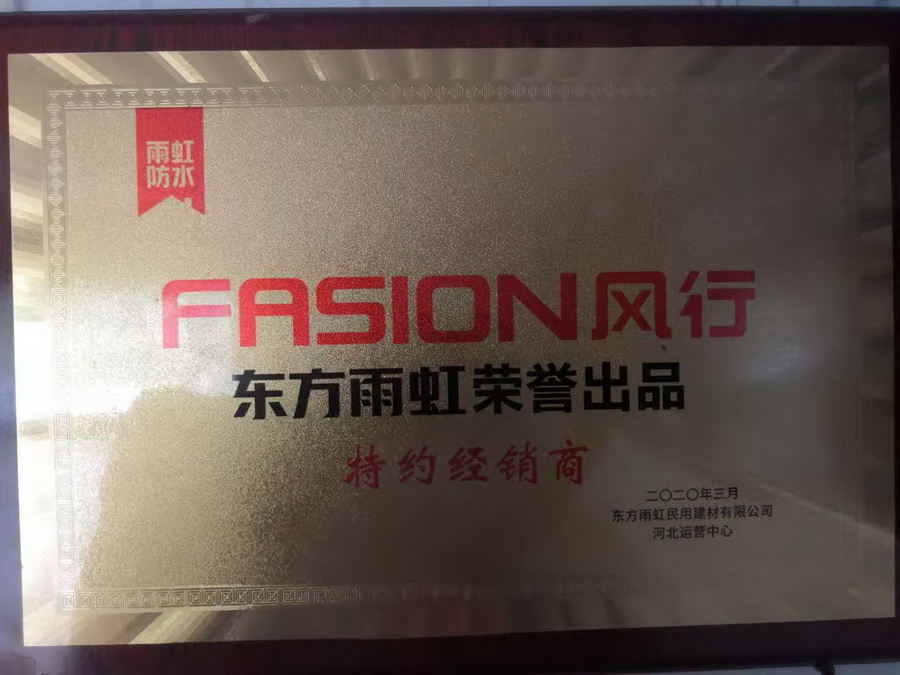 雨虹
防水
FASION风行
东方雨虹荣誉出品
特约经销商
二〇二〇年三月
东方雨虹民用建材有限公司
河北运营中心